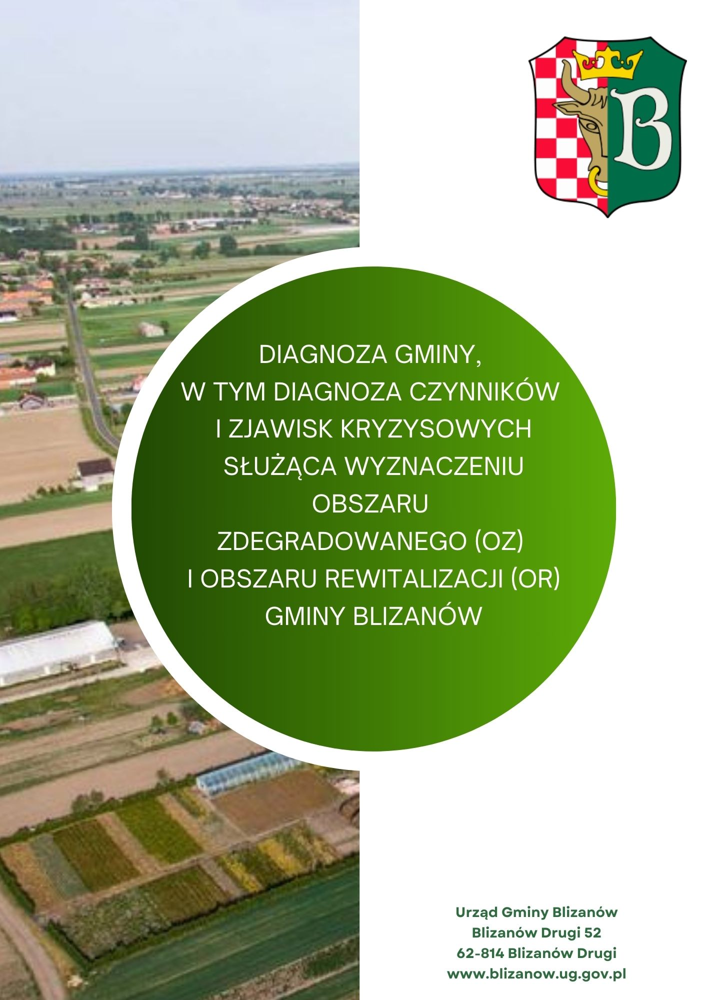 B
DIAGNOZA GMINY,
W TYM DIAGNOZA CZYNNIKÓW
I ZJAWISK KRYZYSOWYCH
SŁUŻĄCA WYZNACZENIU
OBSZARU
ZDEGRADOWANEGO (OZ)
I OBSZARU REWITALIZACJI (OR)
GMINY BLIZANÓW
Urząd Gminy Blizanów
Blizanów Drugi 52
62-814 Blizanów Drugi
www.blizanow.ug.gov.pl